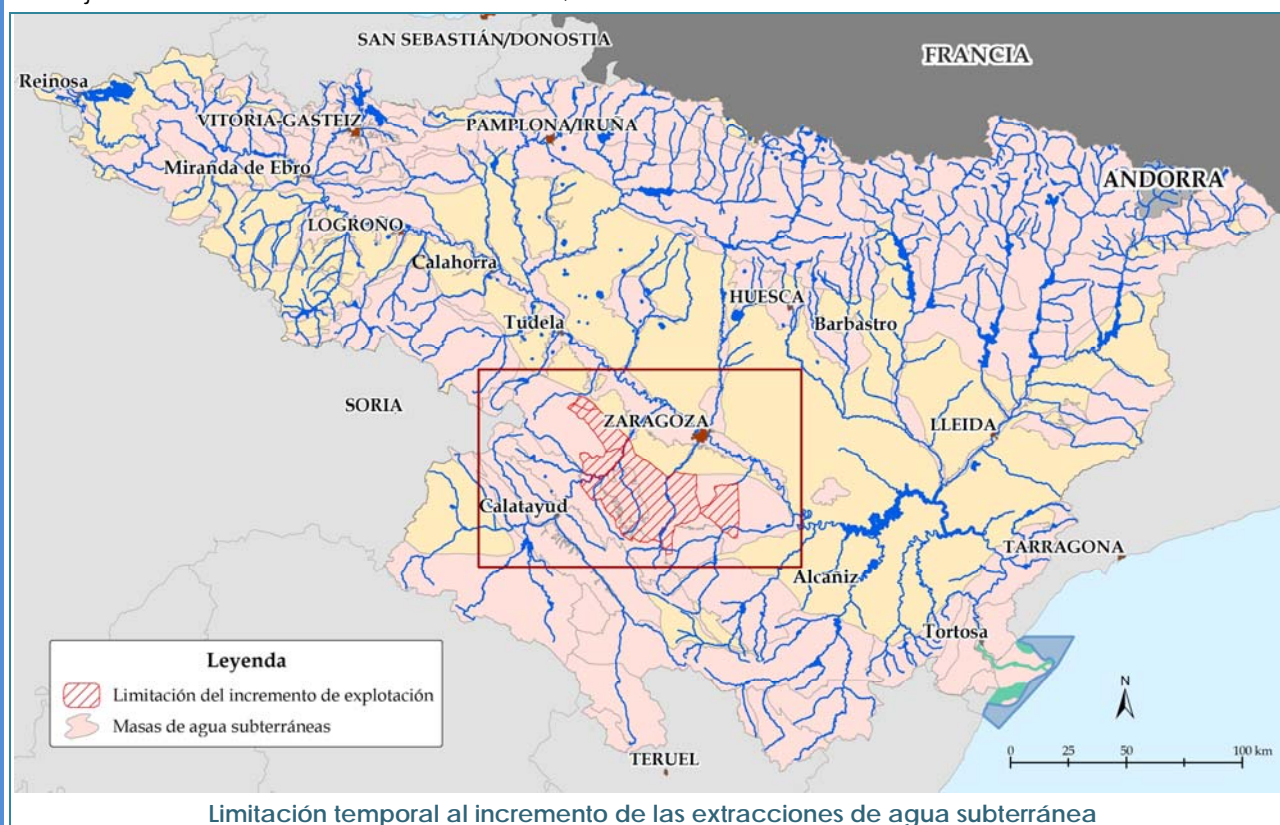 SAN SEBASTIÁN/DONOSTIA
FRANCIA
Reinosa
VITORIA-GASTEIZ
PAMPLONA/IRUÑA
Miranda de Ebro
ANDORRA
LOGROÑO
Calahorra
HUESCA
Tudela
Barbastro
SORIA
ZARAGOZA
LLEIDA
Calatayud
TARRAGONA
Alcañiz
Tortosa
Leyenda
Limitación del incremento de explotación
Masas de agua subterráneas
N
0 25 50 100 km
TERUEL
Limitación temporal al incremento de las extracciones de agua subterránea